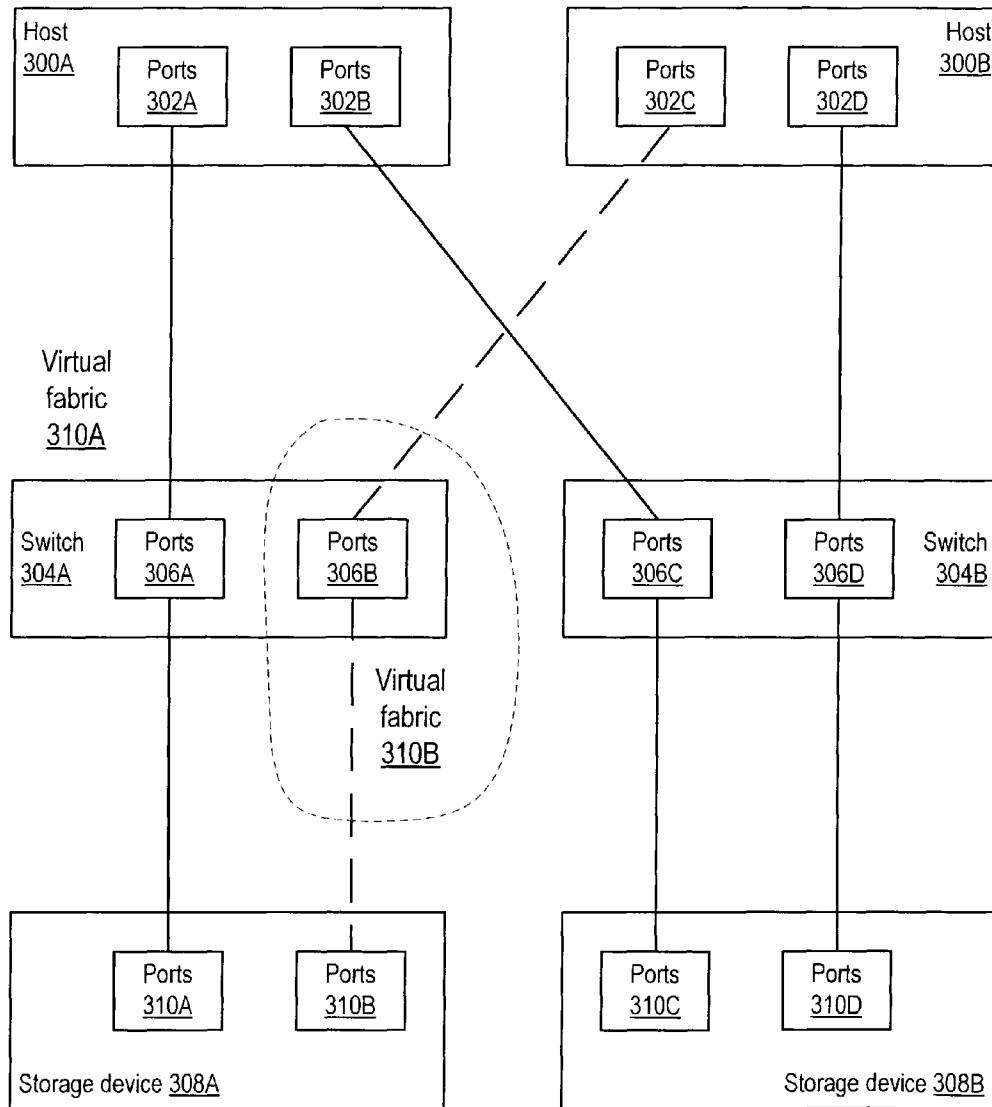 Host
300A
Ports
302A
Ports
302B
Ports
302C
Ports
302D
Host
300B
Virtual
fabric
310A
Switch
304A
Ports
306A
Ports
306B
Ports
306C
Ports
306D
Switch
304B
Virtual
fabric
310B
Ports
310A
Ports
310B
Ports
310C
Ports
310D
Storage device 308A
Storage device 308B